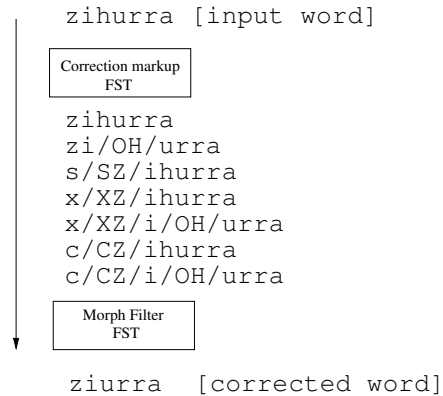 zihurra [input word]
Correction markup
FST
zihurra
zi/OH/urra
s/SZ/ihurra
x/XZ/ihurra
x/XZ/i/OH/urra
c/CZ/ihurra
c/CZ/i/OH/urra
Morph Filter
FST
ziurra [corrected word]